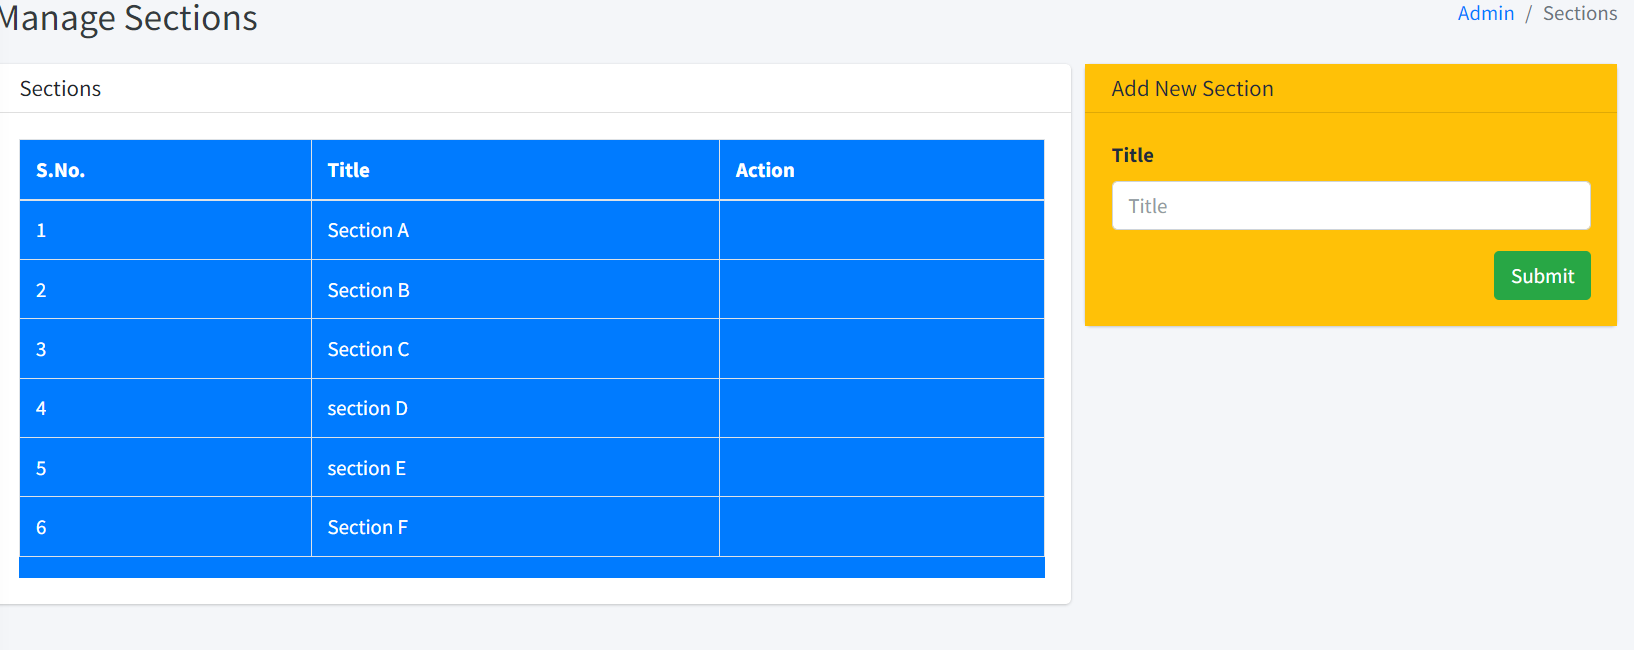 Manage Sections
Admin / Sections
Sections
S.No. Title Action
1 Section A
2 Section B
3 Section C
4 section D
5 section E
6 Section F
Add New Section
Title
Title
Submit